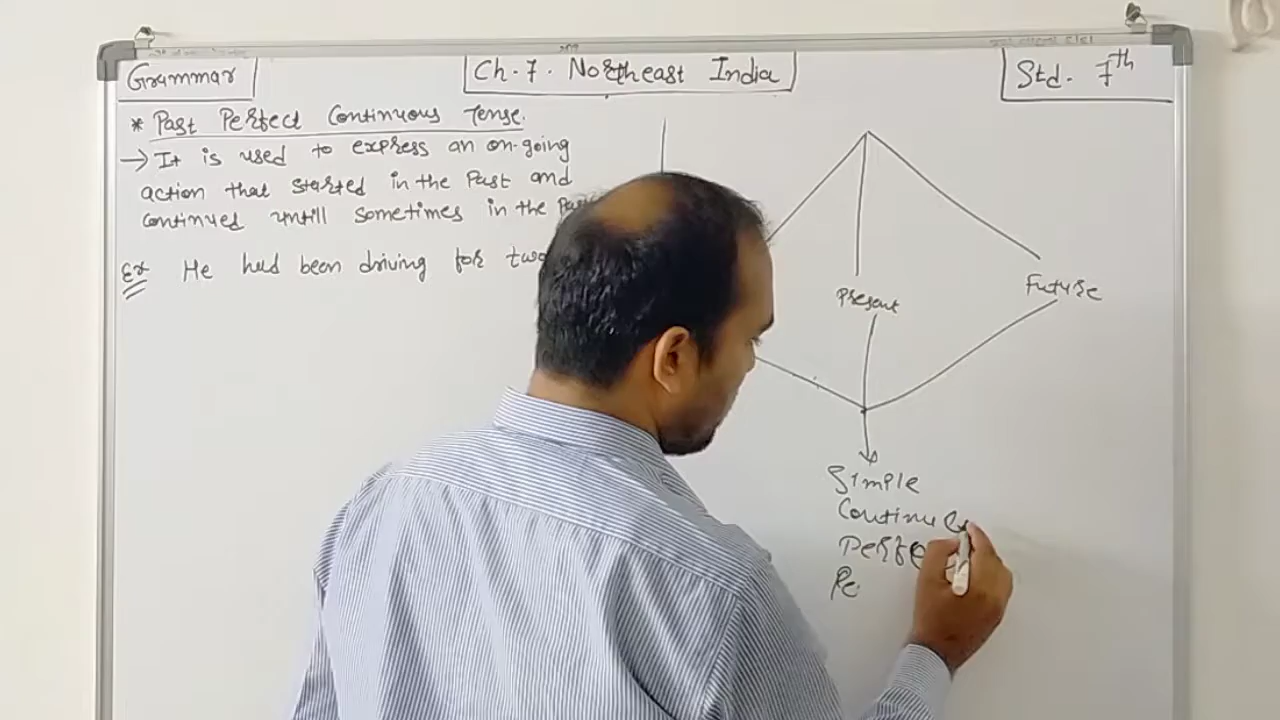 Grammar
Ch. 7. Northeast India
Std. 7th
* Past Perfect Continuous Tense.
→ It is used to express an on-going
action that started in the Past and
continued untill sometimes in the
Ex He had been driving for two
Present
Future
Simple
Pe